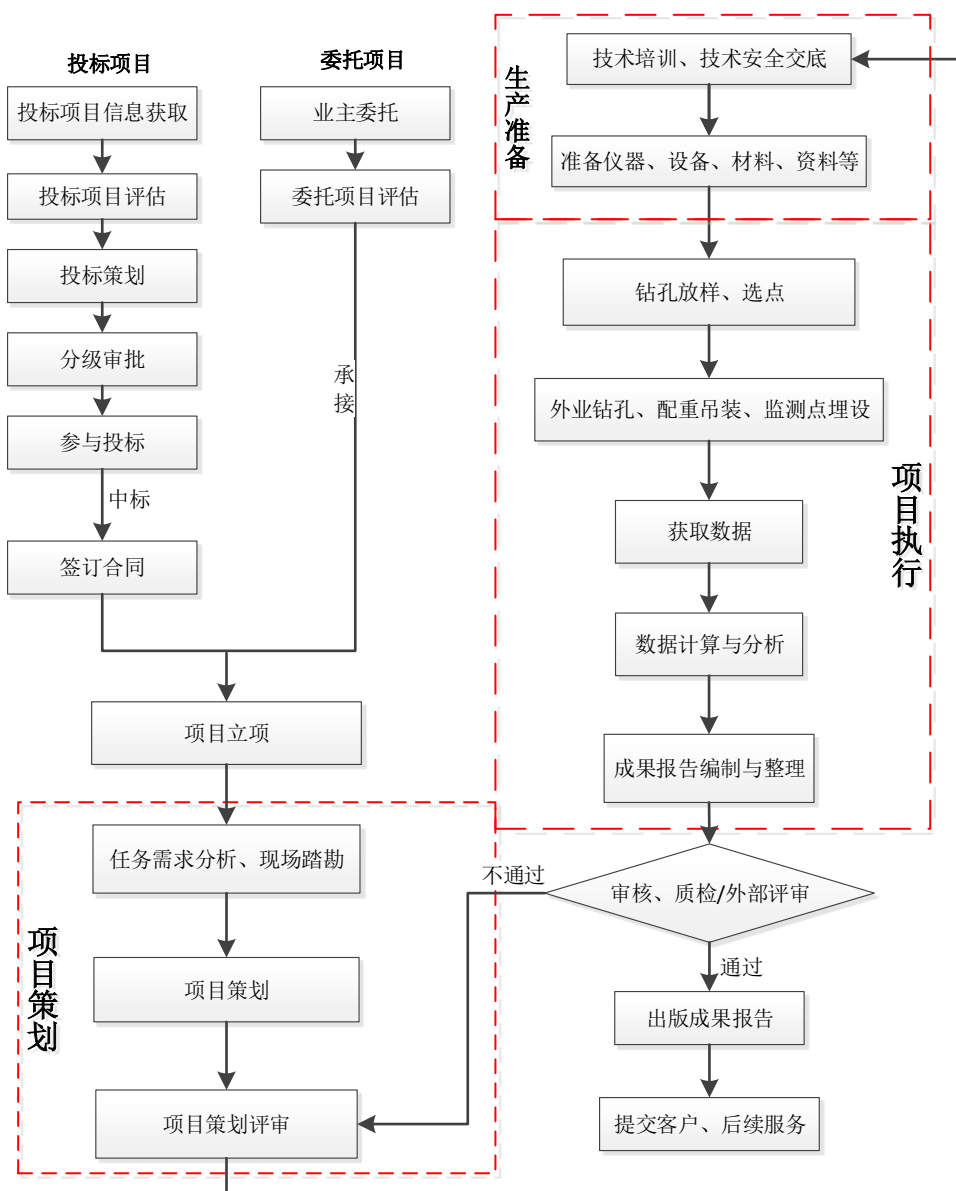 投标项目
投标项目信息获取
投标项目评估
投标策划
分级审批
参与投标
中标
签订合同
委托项目
业主委托
委托项目评估
承
接
项目立项
项目策划
任务需求分析、现场踏勘
项目策划
项目策划评审
生产准备
技术培训、技术安全交底
准备仪器、设备、材料、资料等
项目执行
钻孔放样、选点
外业钻孔、配重吊装、监测点埋设
获取数据
数据计算与分析
成果报告编制与整理
审核、质检/外部评审
不通过
通过
出版成果报告
提交客户、后续服务